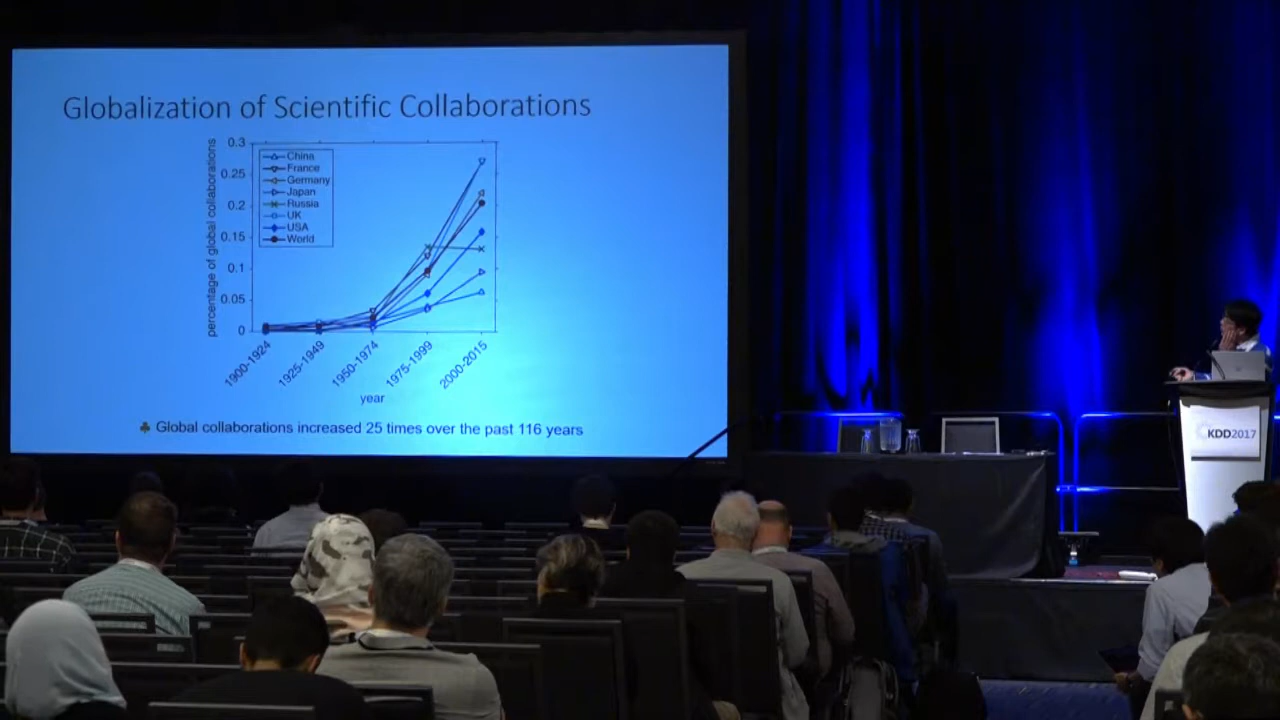 Globalization of Scientific Collaborations
percentage of global collaborations
0.3
0.25
0.2
0.15
0.1
0.05
0
China
France
Germany
Japan
Russia
UK
USA
World
1900-1924
1925-1949
1950-1974
1975-1999
2000-2015
year
♣ Global collaborations increased 25 times over the past 116 years
KDD2017